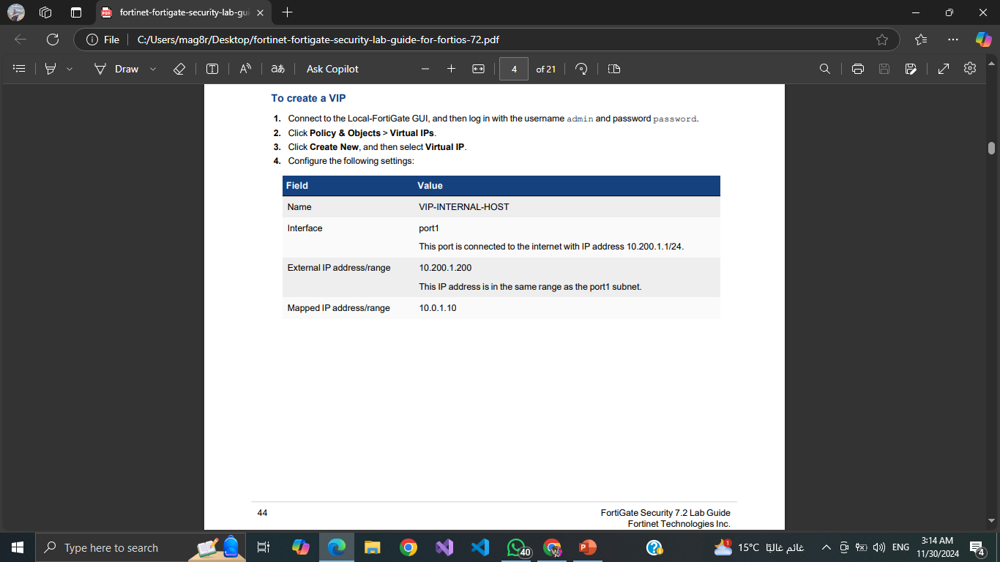 fortinet-fortigate-security-lab-gui
File
C:/Users/mag8r/Desktop/fortinet-fortigate-security-lab-guide-for-fortios-72.pdf
Draw
aあ
Ask Copilot
4 of 21
To create a VIP
1. Connect to the Local-FortiGate GUI, and then log in with the username admin and password password.
2. Click Policy & Objects > Virtual IPs.
3. Click Create New, and then select Virtual IP.
4. Configure the following settings:
Field Value
Name VIP-INTERNAL-HOST
Interface port1
This port is connected to the internet with IP address 10.200.1.1/24.
External IP address/range 10.200.1.200
This IP address is in the same range as the port1 subnet.
Mapped IP address/range 10.0.1.10
44 FortiGate Security 7.2 Lab Guide
Fortinet Technologies Inc.
Type here to search
40
1
15°C غائم غالبًا
ENG
3:14 AM
11/30/2024
4